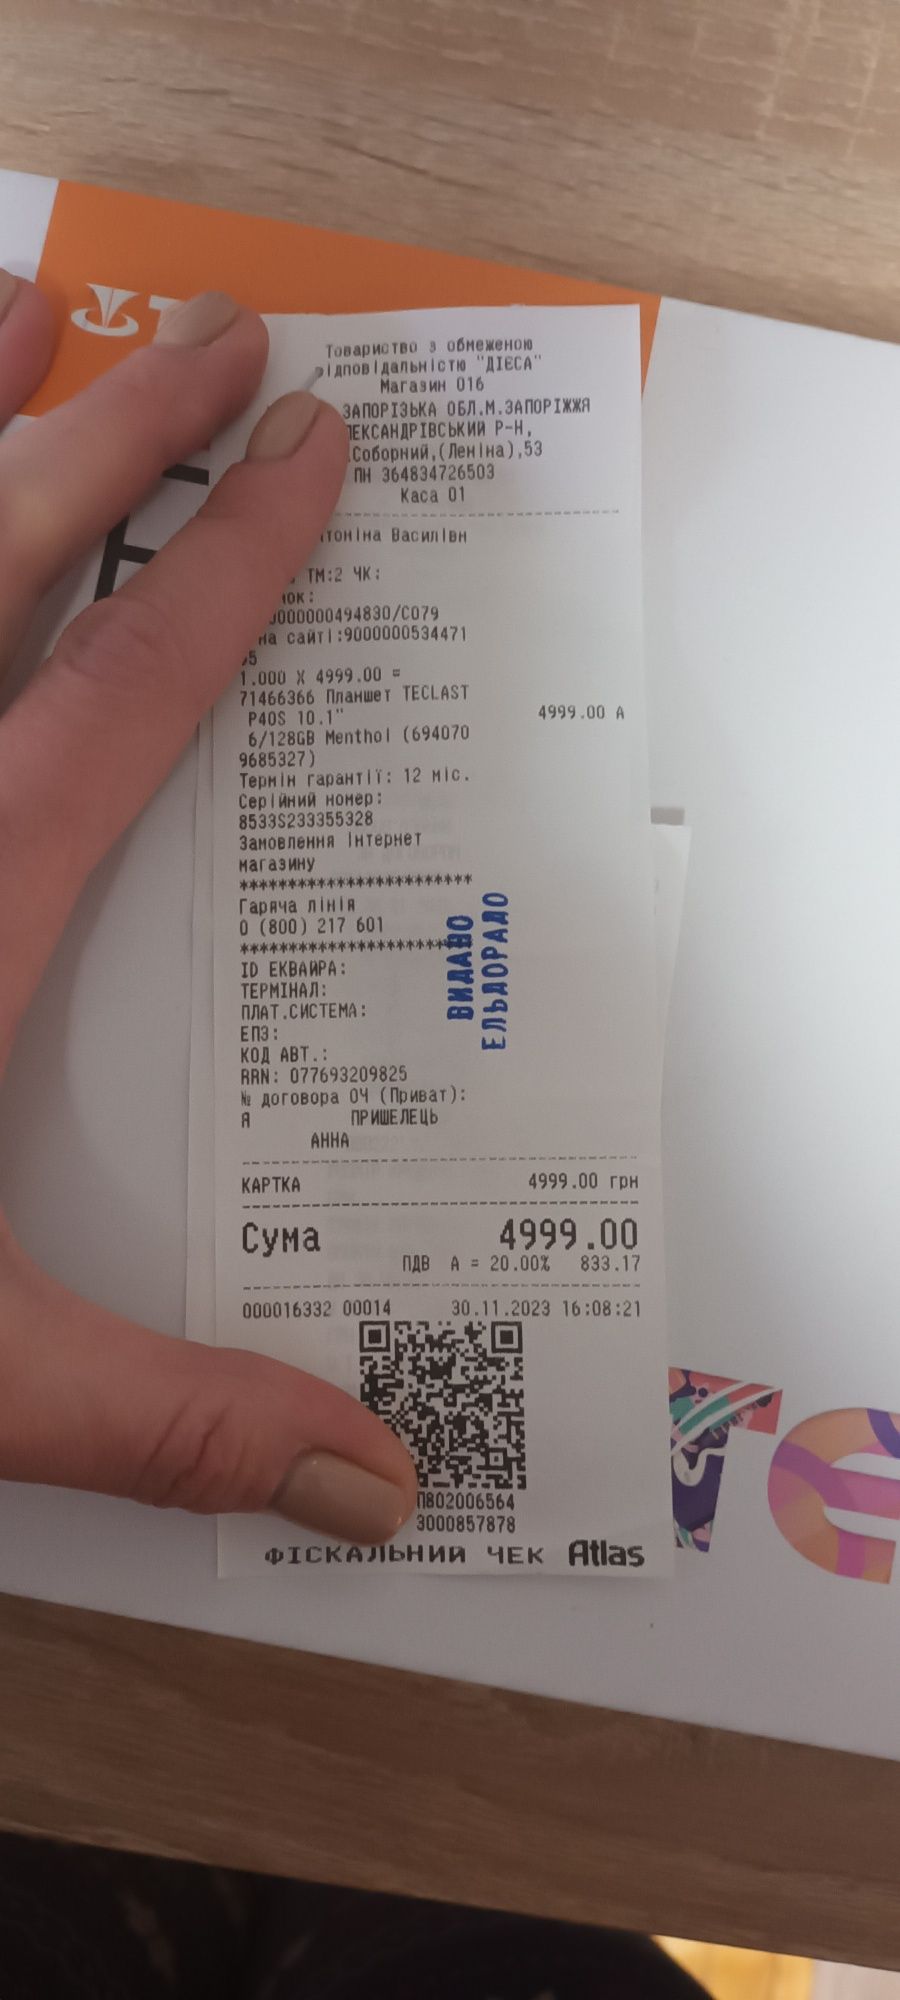 Товариство з обмеженою
відповідальністю "ДІЄСА"
Магазин 016
ЗАПОРІЗЬКА ОБЛ.М.ЗАПОРІЖЖЯ
Р-Н,
Соборний,(Леніна),53
ПН 364834726503
Каса 01
Василівн
ТМ:2 ЧК:
000000494830/C079
на сайті:9000000534471
1.000 X 4999.00 =
71466366 Планшет TECLAST
P40S 10.1" 4999.00 А
6/128GB Menthol (694070
9685327)
Термін гарантії: 12 міс.
Серійний номер:
8533S233355328
Замовлення Інтернет
магазину
************************
Гаряча лінія
0 (800) 217 601
************************
ВИДАНО
ЕЛЬДОРАДО
ID ЕКВАЙРА:
ТЕРМІНАЛ:
ПЛАТ.СИСТЕМА:
ЕПЗ:
КОД АВТ.:
RRN: 077693209825
№ договора ОЧ (Приват):
Я ПРИШЕЛЕЦЬ
АННА
КАРТКА 4999.00 грн
Сума 4999.00
ПДВ А = 20.00% 833.17
000016332 00014 30.11.2023 16:08:21
П802006564
3000857878
ФІСКАЛЬНИЙ ЧЕК Atlas